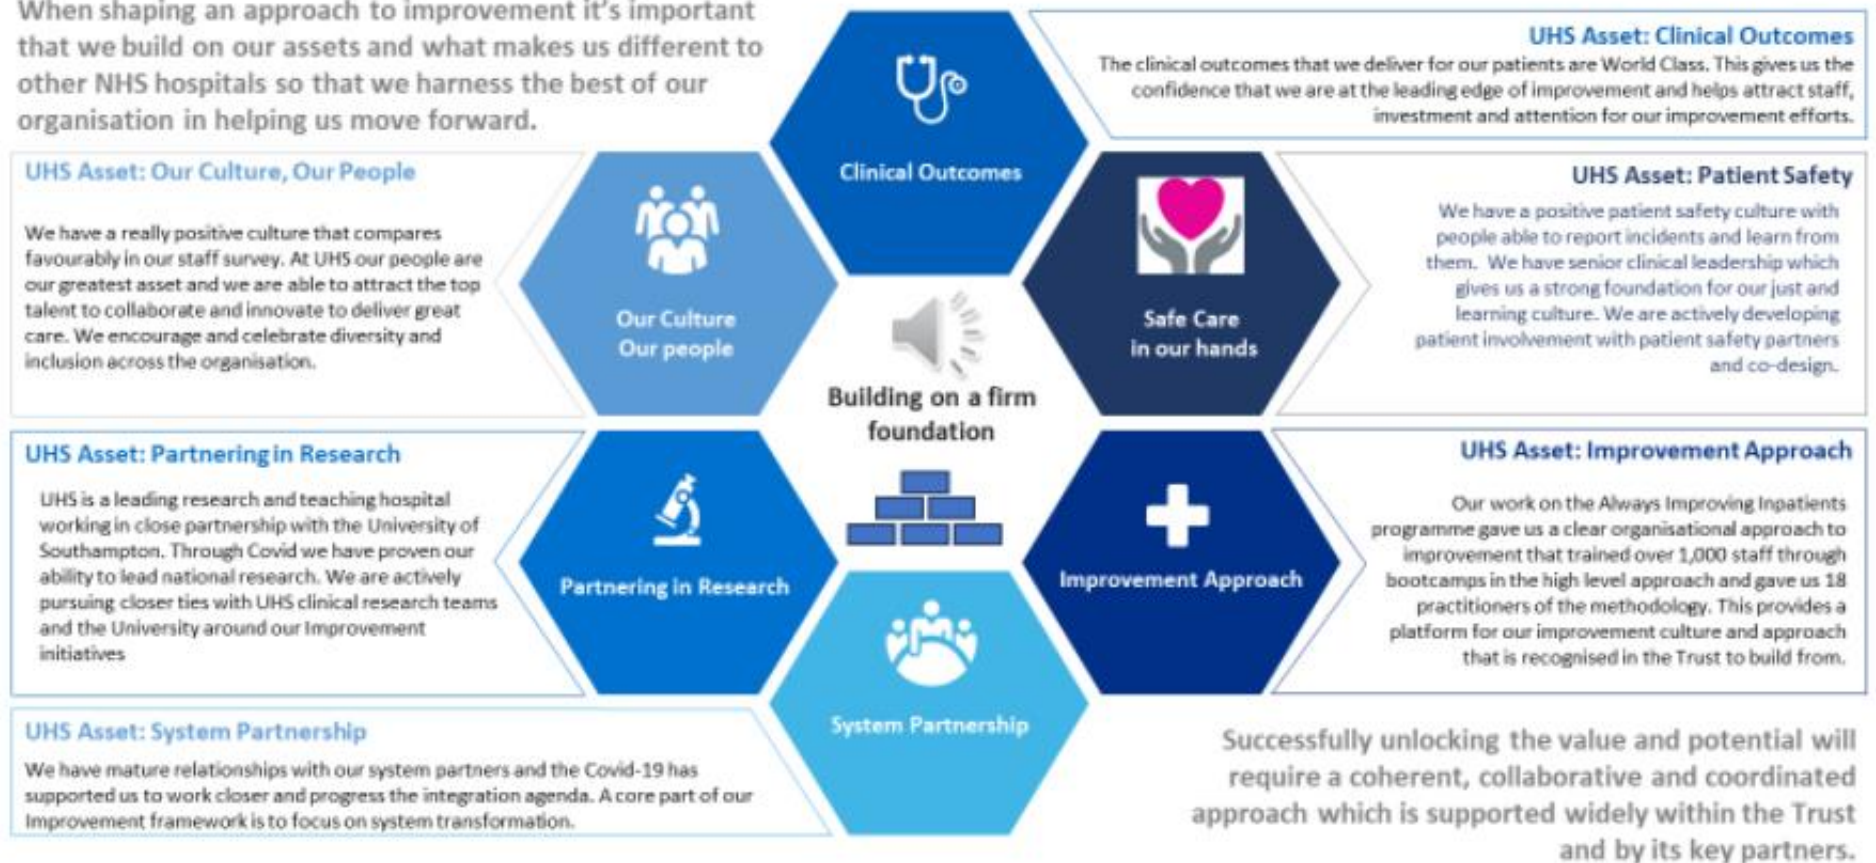 When shaping an approach to improvement it's important
that we build on our assets and what makes us different to
other NHS hospitals so that we harness the best of our
organisation in helping us move forward.
UHS Asset: Clinical Outcomes
The clinical outcomes that we deliver for our patients are World Class. This gives us the
confidence that we are at the leading edge of improvement and helps attract staff,
investment and attention for our improvement efforts.
Clinical Outcomes
UHS Asset: Our Culture, Our People
We have a really positive culture that compares
favourably in our staff survey. At UHS our people are
our greatest asset and we are able to attract the top
talent to collaborate and innovate to deliver great
care. We encourage and celebrate diversity and
inclusion across the organisation.
Our Culture
Our people
Safe Care
in our hands
UHS Asset: Patient Safety
We have a positive patient safety culture with
people able to report incidents and learn from
them. We have senior clinical leadership which
gives us a strong foundation for our just and
learning culture. We are actively developing
patient involvement with patient safety partners
and co-design.
Building on a firm
foundation
UHS Asset: Partnering in Research
UHS is a leading research and teaching hospital
working in close partnership with the University of
Southampton. Through Covid we have proven our
ability to lead national research. We are actively
pursuing closer ties with UHS clinical research teams
and the University around our Improvement
initiatives
Partnering in Research
Improvement Approach
UHS Asset: Improvement Approach
Our work on the Always Improving Inpatients
programme gave us a clear organisational approach to
improvement that trained over 1,000 staff through
bootcamps in the high level approach and gave us 18
practitioners of the methodology. This provides a
platform for our improvement culture and approach
that is recognised in the Trust to build from.
System Partnership
UHS Asset: System Partnership
We have mature relationships with our system partners and the Covid-19 has
supported us to work closer and progress the integration agenda. A core part of our
Improvement framework is to focus on system transformation.
Successfully unlocking the value and potential will
require a coherent, collaborative and coordinated
approach which is supported widely within the Trust
and by its key partners.